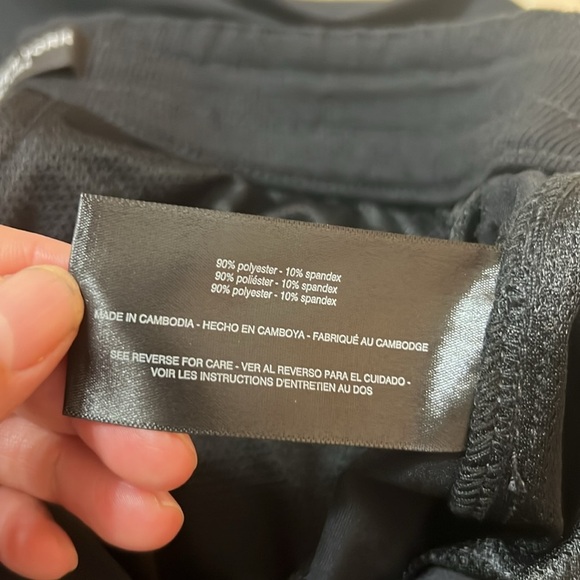 YORK
90% polyester - 10% spandex
90% poliéster - 10% spandex
90% polyester - 10% spandex
MADE IN CAMBODIA - HECHO EN CAMBOYA - FABRIQUÉ AU CAMBODGE
SEE REVERSE FOR CARE - VER AL REVERSO PARA EL CUIDADO -
VOIR LES INSTRUCTIONS D'ENTRETIEN AU DOS